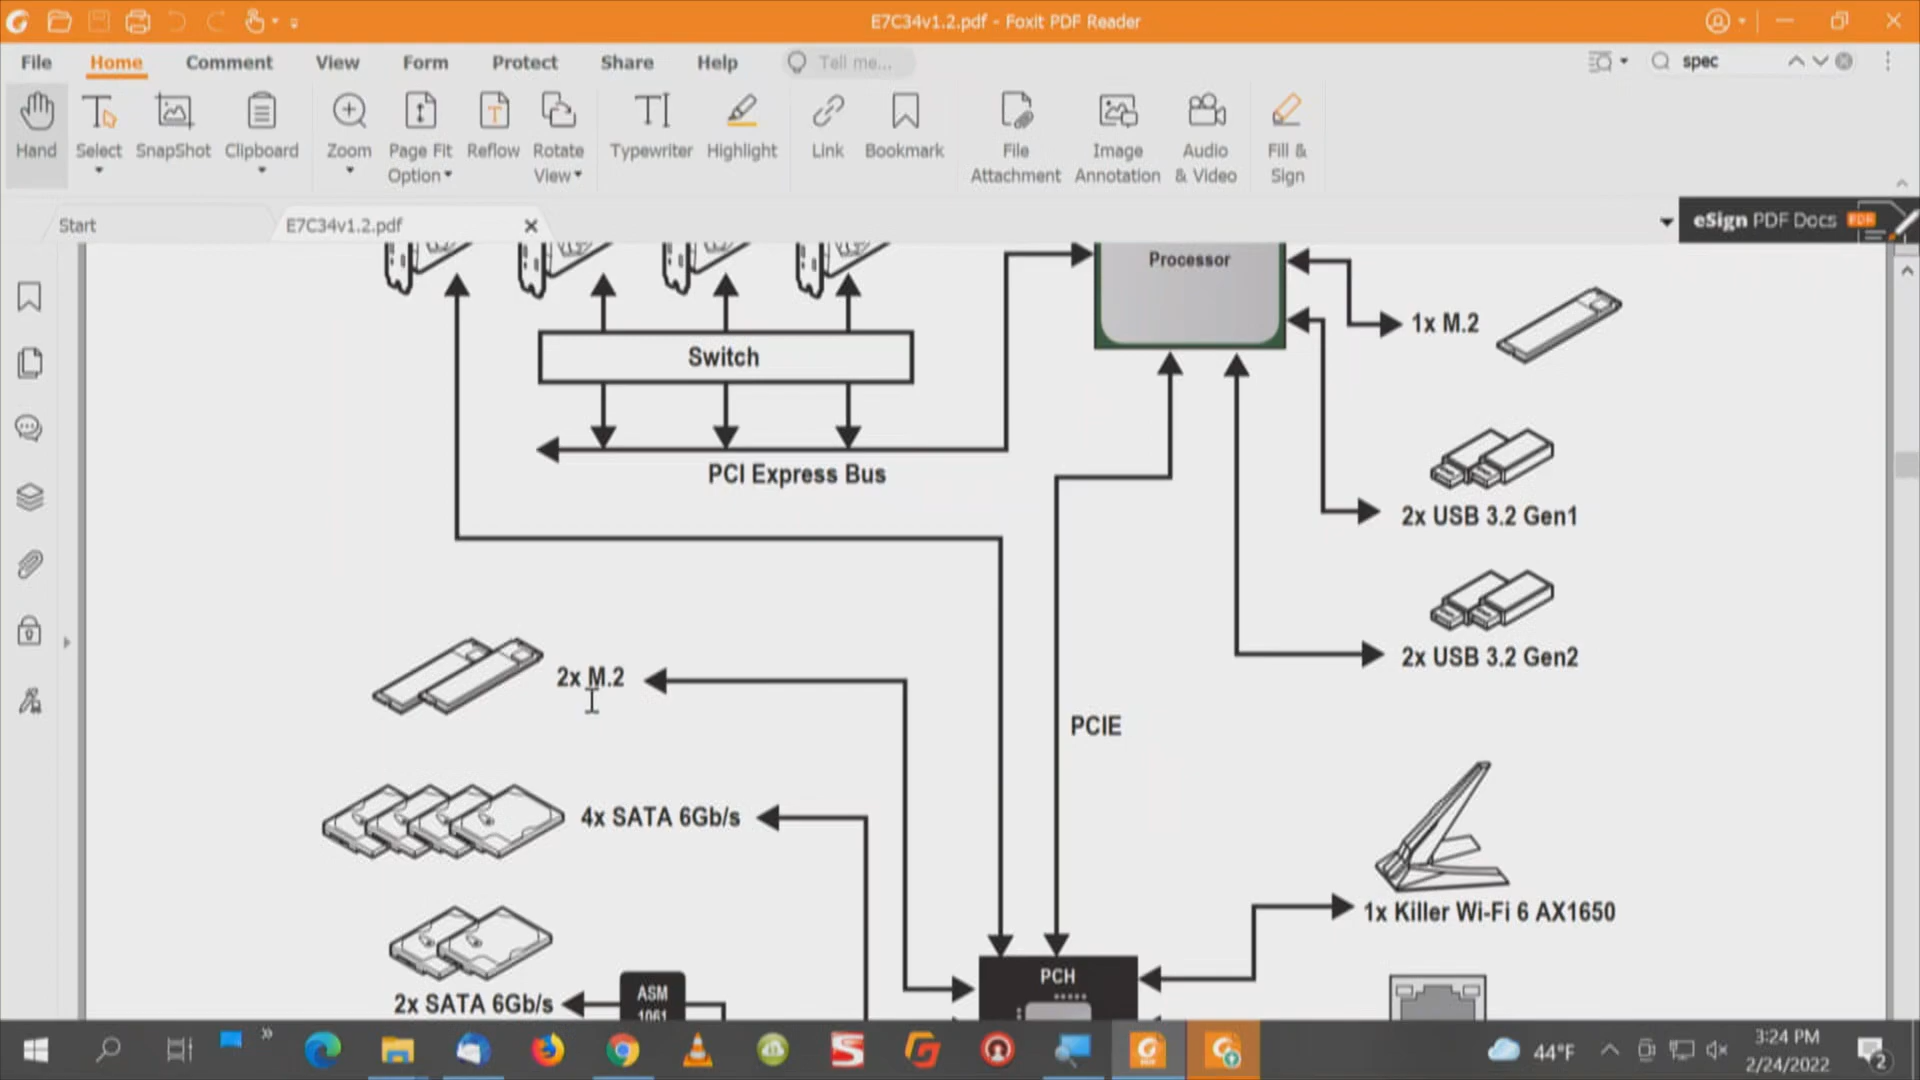 E7C34v1.2.pdf - Foxit PDF Reader
File Home Comment View Form Protect Share Help Tell me... spec
Hand Select SnapShot Clipboard Zoom Page Fit Option Reflow Rotate View Typewriter Highlight Link Bookmark File Attachment Image Annotation Audio & Video Fill & Sign
Start E7C34v1.2.pdf eSign PDF Docs PDF
Processor
1x M.2
Switch
PCI Express Bus
2x USB 3.2 Gen1
2x USB 3.2 Gen2
2x M.2
PCIE
4x SATA 6Gb/s
1x Killer Wi-Fi 6 AX1650
PCH
2x SATA 6Gb/s
ASM
1061
44°F
3:24 PM
2/24/2022
2